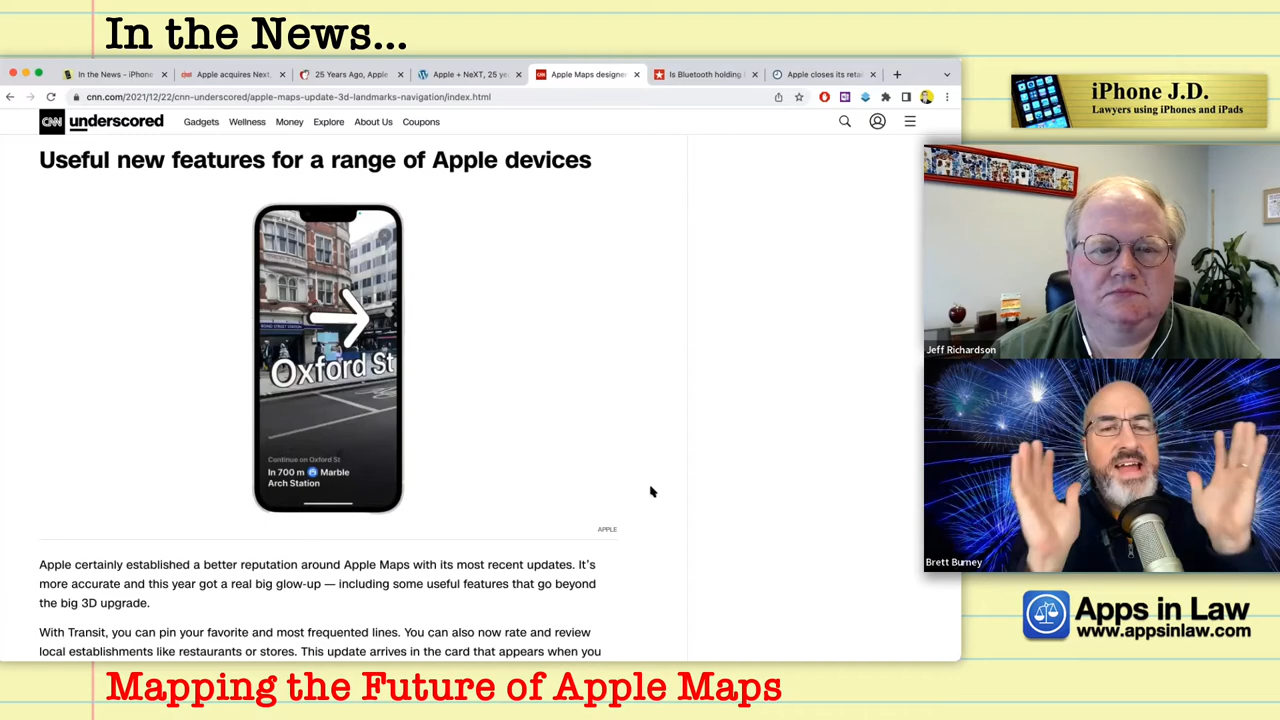 In the News...
In the News - iPhone
Apple acquires Next,
25 Years Ago, Apple
Apple + NeXT, 25 ye
Apple Maps designe
Is Bluetooth holding
Apple closes its reta
cnn.com/2021/12/22/cnn-underscored/apple-maps-update-3d-landmarks-navigation/index.html
CNN underscored
Gadgets Wellness Money Explore About Us Coupons
Useful new features for a range of Apple devices
Oxford St
Continue on Oxford St
In 700 m Marble
Arch Station
APPLE
Apple certainly established a better reputation around Apple Maps with its most recent updates. It's
more accurate and this year got a real big glow-up — including some useful features that go beyond
the big 3D upgrade.
With Transit, you can pin your favorite and most frequented lines. You can also now rate and review
local establishments like restaurants or stores. This update arrives in the card that appears when you
iPhone J.D.
Lawyers using iPhones and iPads
Jeff Richardson
Brett Burney
Apps in Law
www.appsinlaw.com
Mapping the Future of Apple Maps